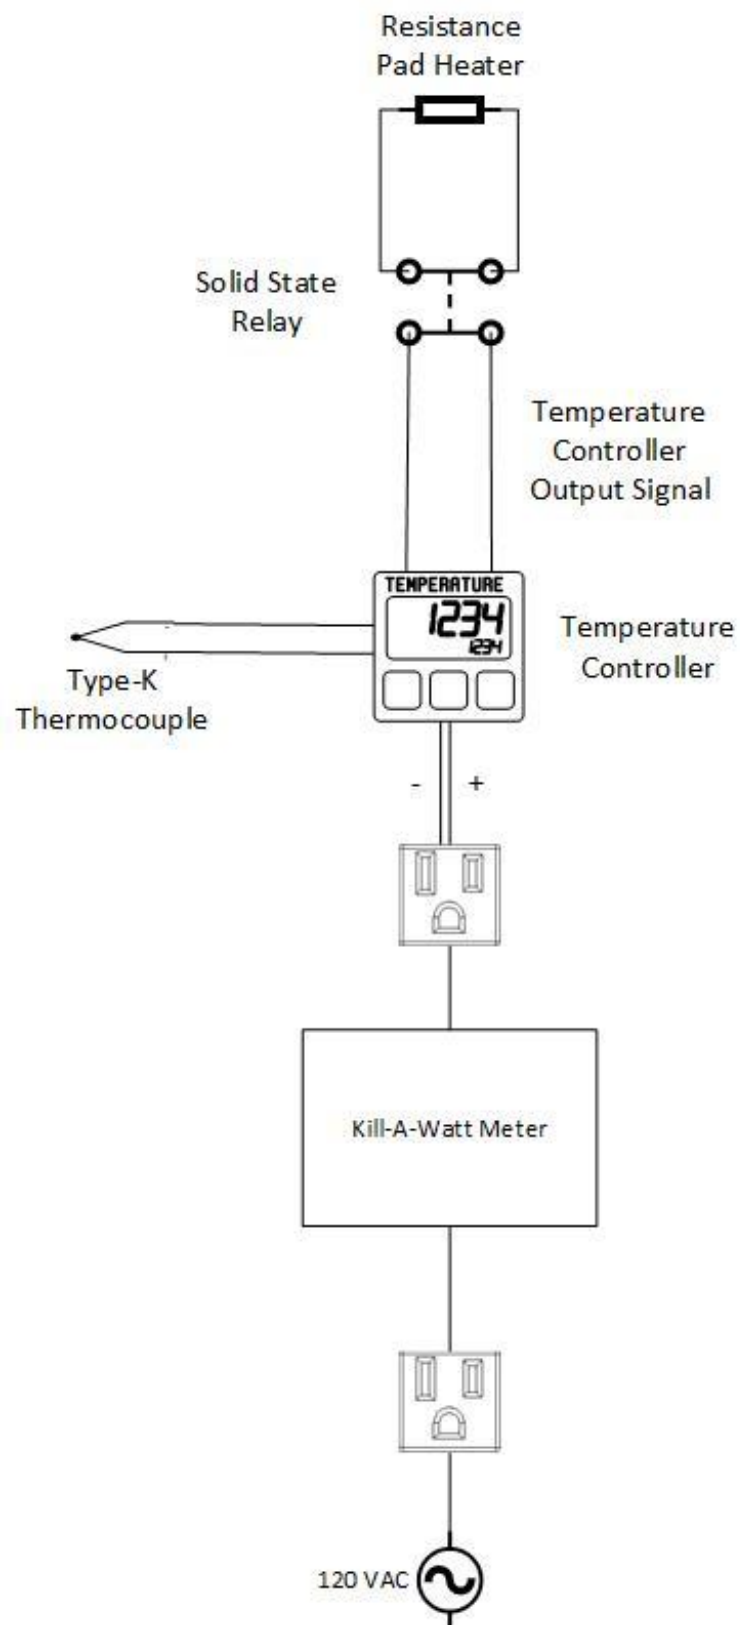 Resistance
Pad Heater
Solid State
Relay
Temperature
Controller
Output Signal
TEMPERATURE
1234
1234
Temperature
Controller
Type-K
Thermocouple
- +
Kill-A-Watt Meter
120 VAC